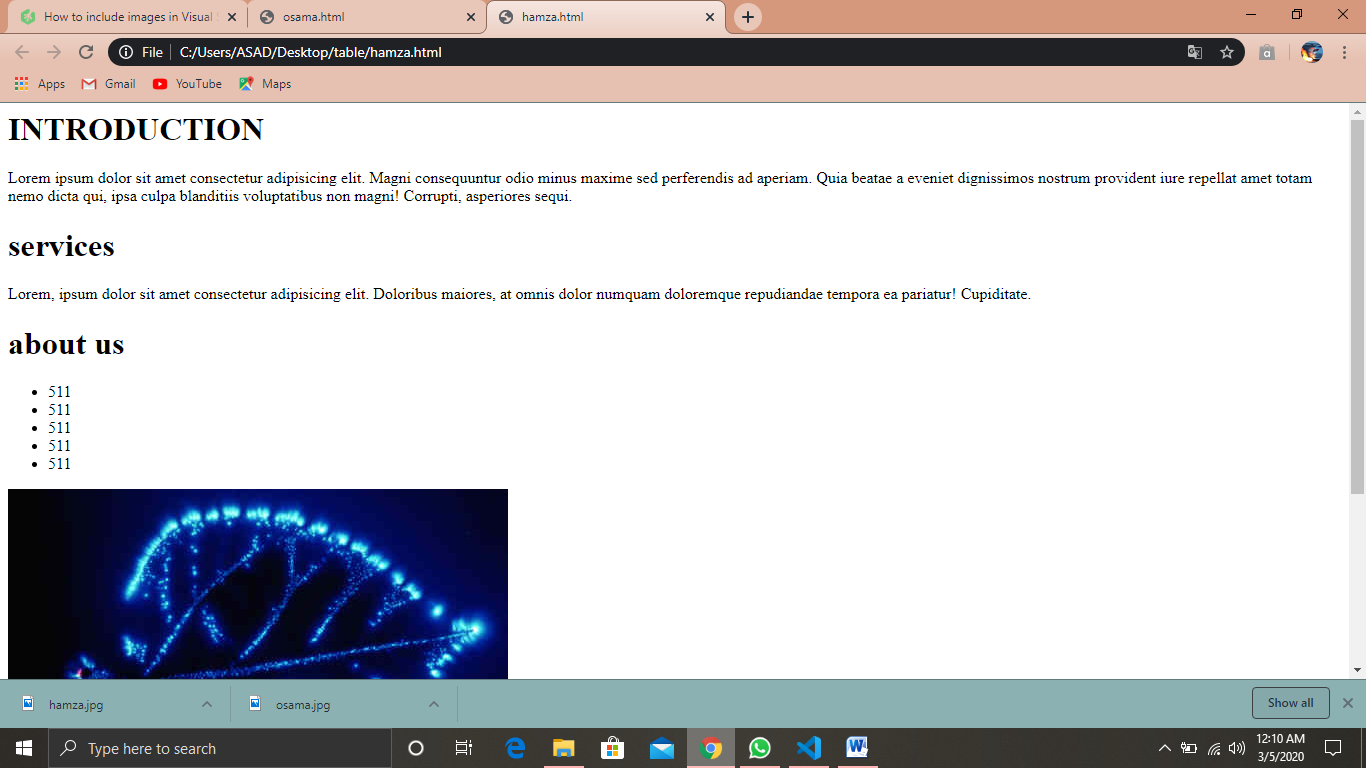 How to include images in Visual
osama.html
hamza.html
File
C:/Users/ASAD/Desktop/table/hamza.html
a
Apps
Gmail
YouTube
Maps
INTRODUCTION
Lorem ipsum dolor sit amet consectetur adipisicing elit. Magni consequuntur odio minus maxime sed perferendis ad aperiam. Quia beatae a eveniet dignissimos nostrum provident iure repellat amet totam
nemo dicta qui, ipsa culpa blanditiis voluptatibus non magni! Corrupti, asperiores sequi.
services
Lorem, ipsum dolor sit amet consectetur adipisicing elit. Doloribus maiores, at omnis dolor numquam doloremque repudiandae tempora ea pariatur! Cupiditate.
about us
511
511
511
511
511
hamza.jpg
osama.jpg
Show all
Type here to search
12:10 AM
3/5/2020